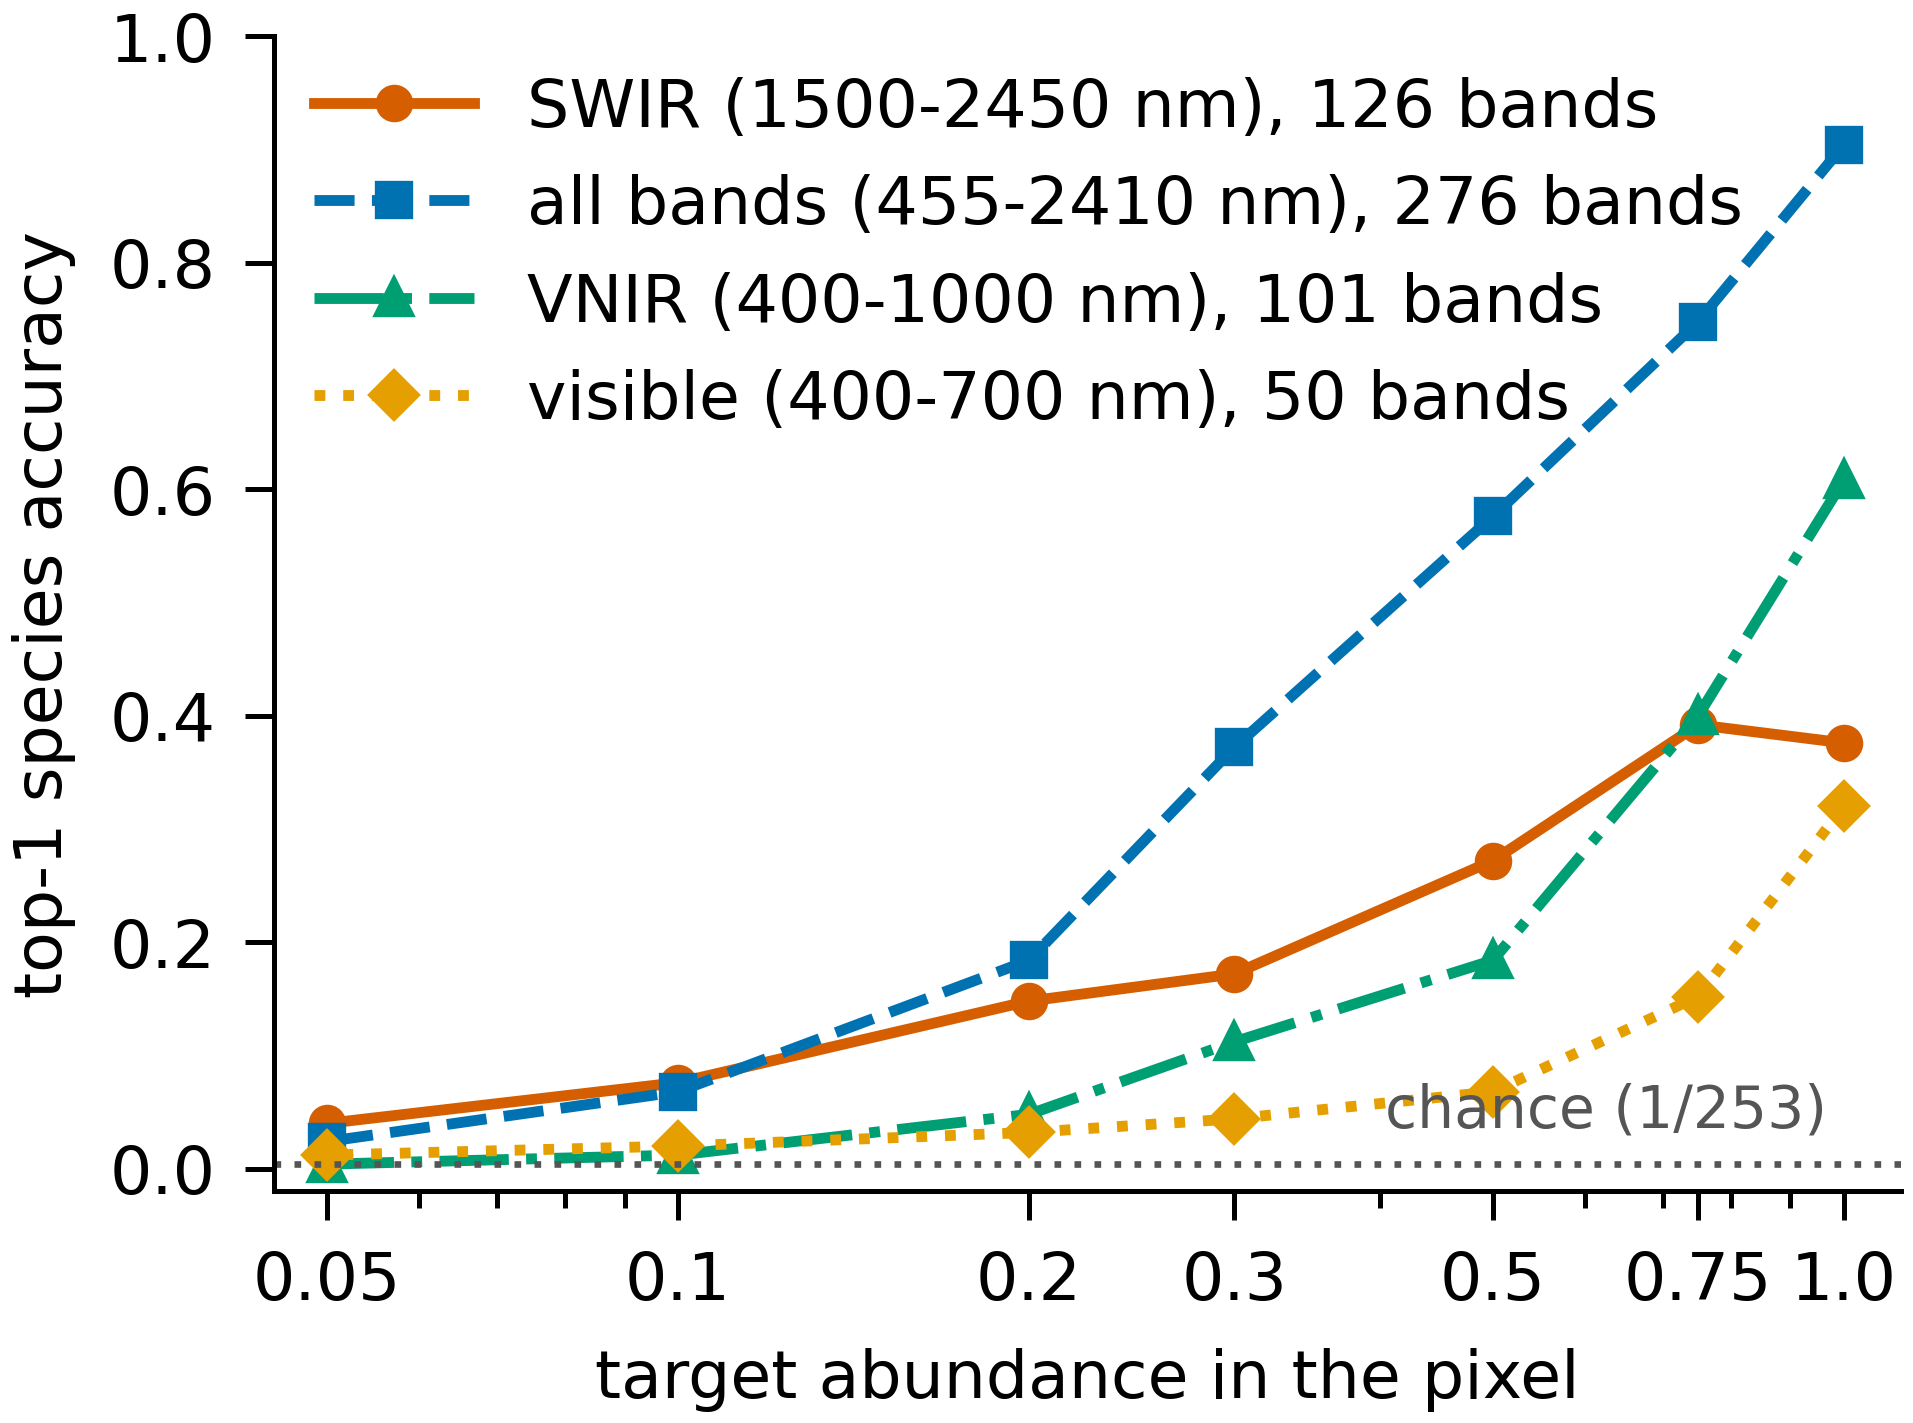 1.0
0.8
0.6
0.4
0.2
0.0
top-1 species accuracy
SWIR (1500-2450 nm), 126 bands
all bands (455-2410 nm), 276 bands
VNIR (400-1000 nm), 101 bands
visible (400-700 nm), 50 bands
chance (1/253)
0.05 0.1 0.2 0.3 0.5 0.75 1.0
target abundance in the pixel